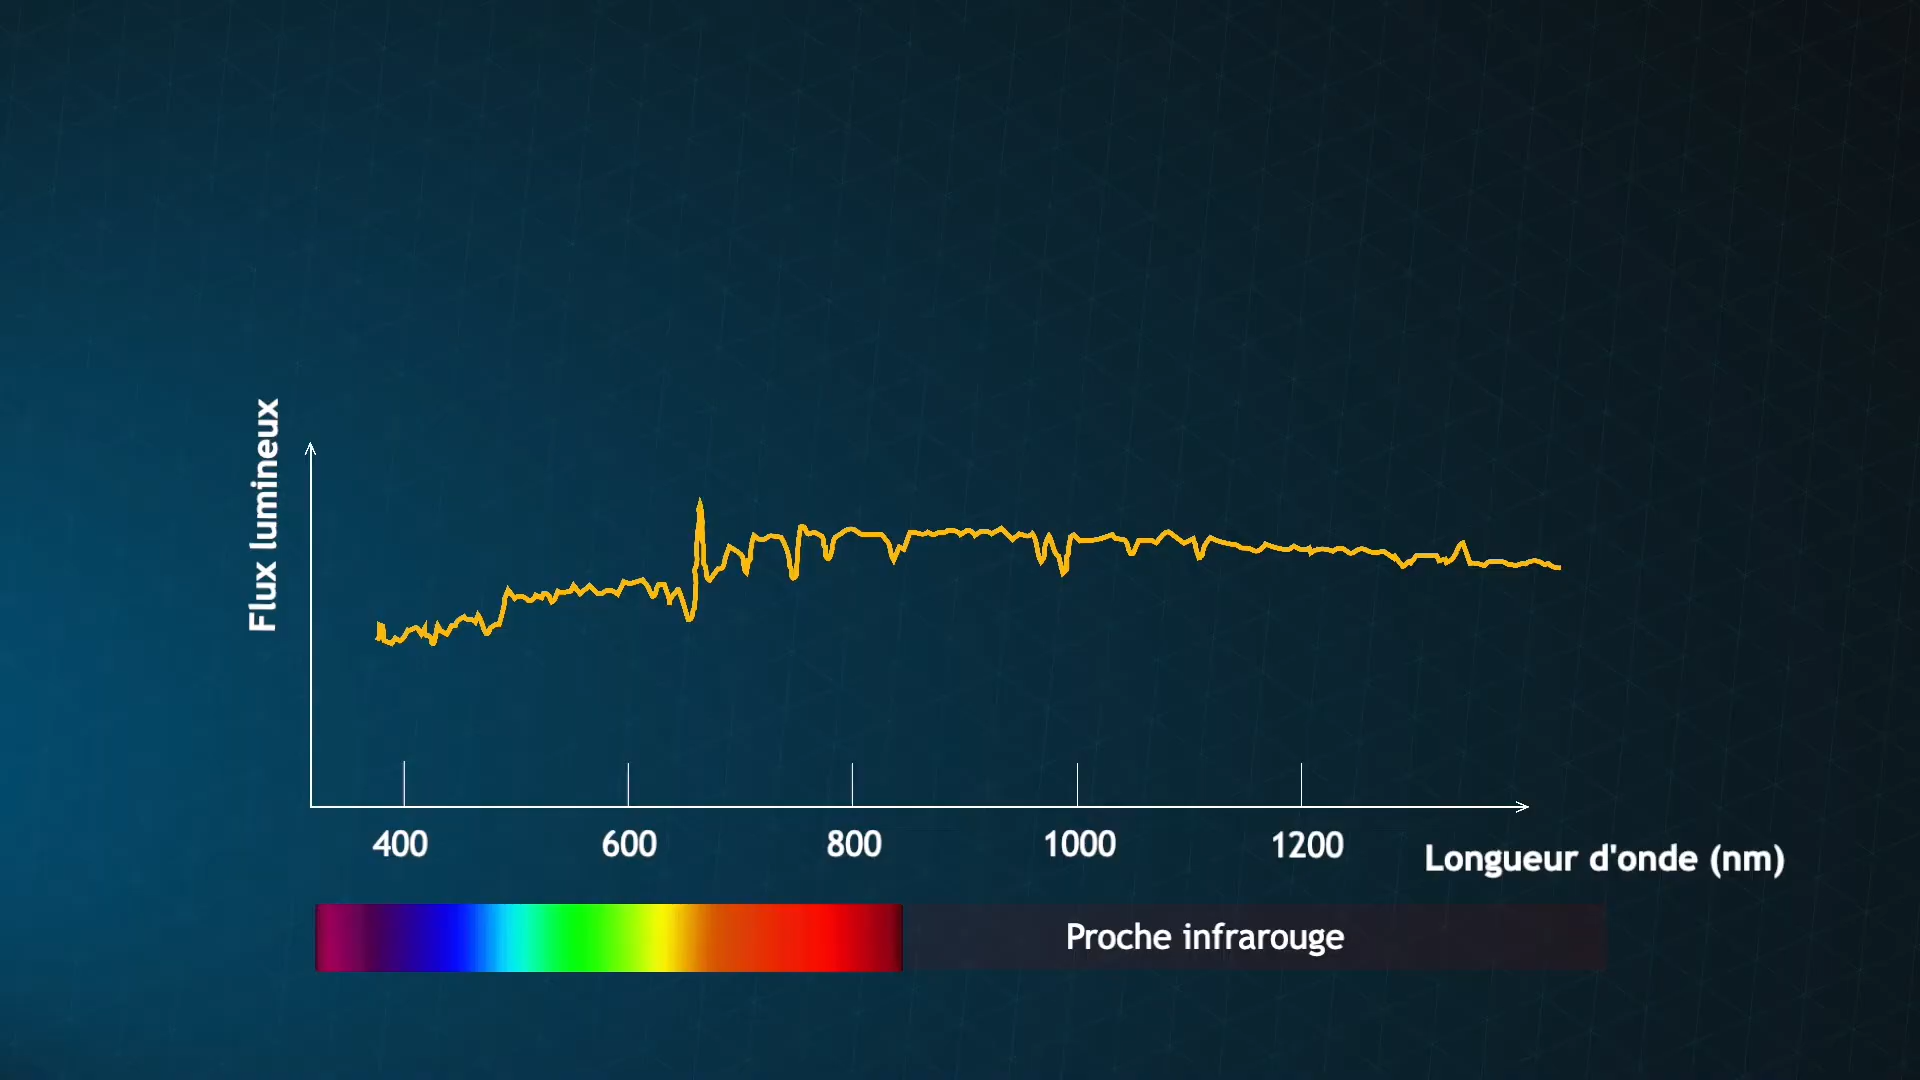 Flux lumineux
400 600 800 1000 1200
Longueur d'onde (nm)
Proche infrarouge